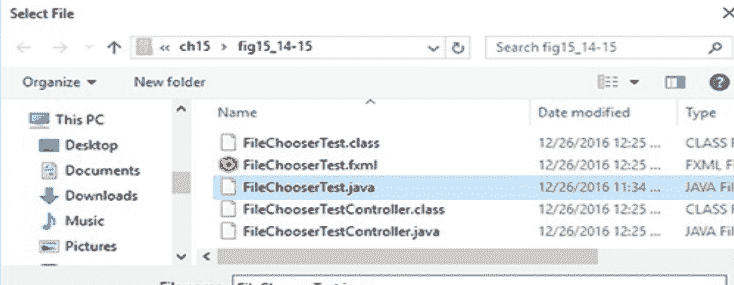 Select File
« ch15 › fig15_14-15
Search fig15_14-15
Organize
New folder
Name
Date modified
Type
This PC
Desktop
Documents
Downloads
Music
Pictures
FileChooserTest.class 12/26/2016 12:25 ... CLASS F
FileChooserTest.fxml 12/26/2016 12:25 ... FXML F
FileChooserTest.java 12/26/2016 11:34 ... JAVA Fil
FileChooserTestController.class 12/26/2016 12:25 ... CLASS F
FileChooserTestController.java 12/26/2016 12:25 ... JAVA Fil